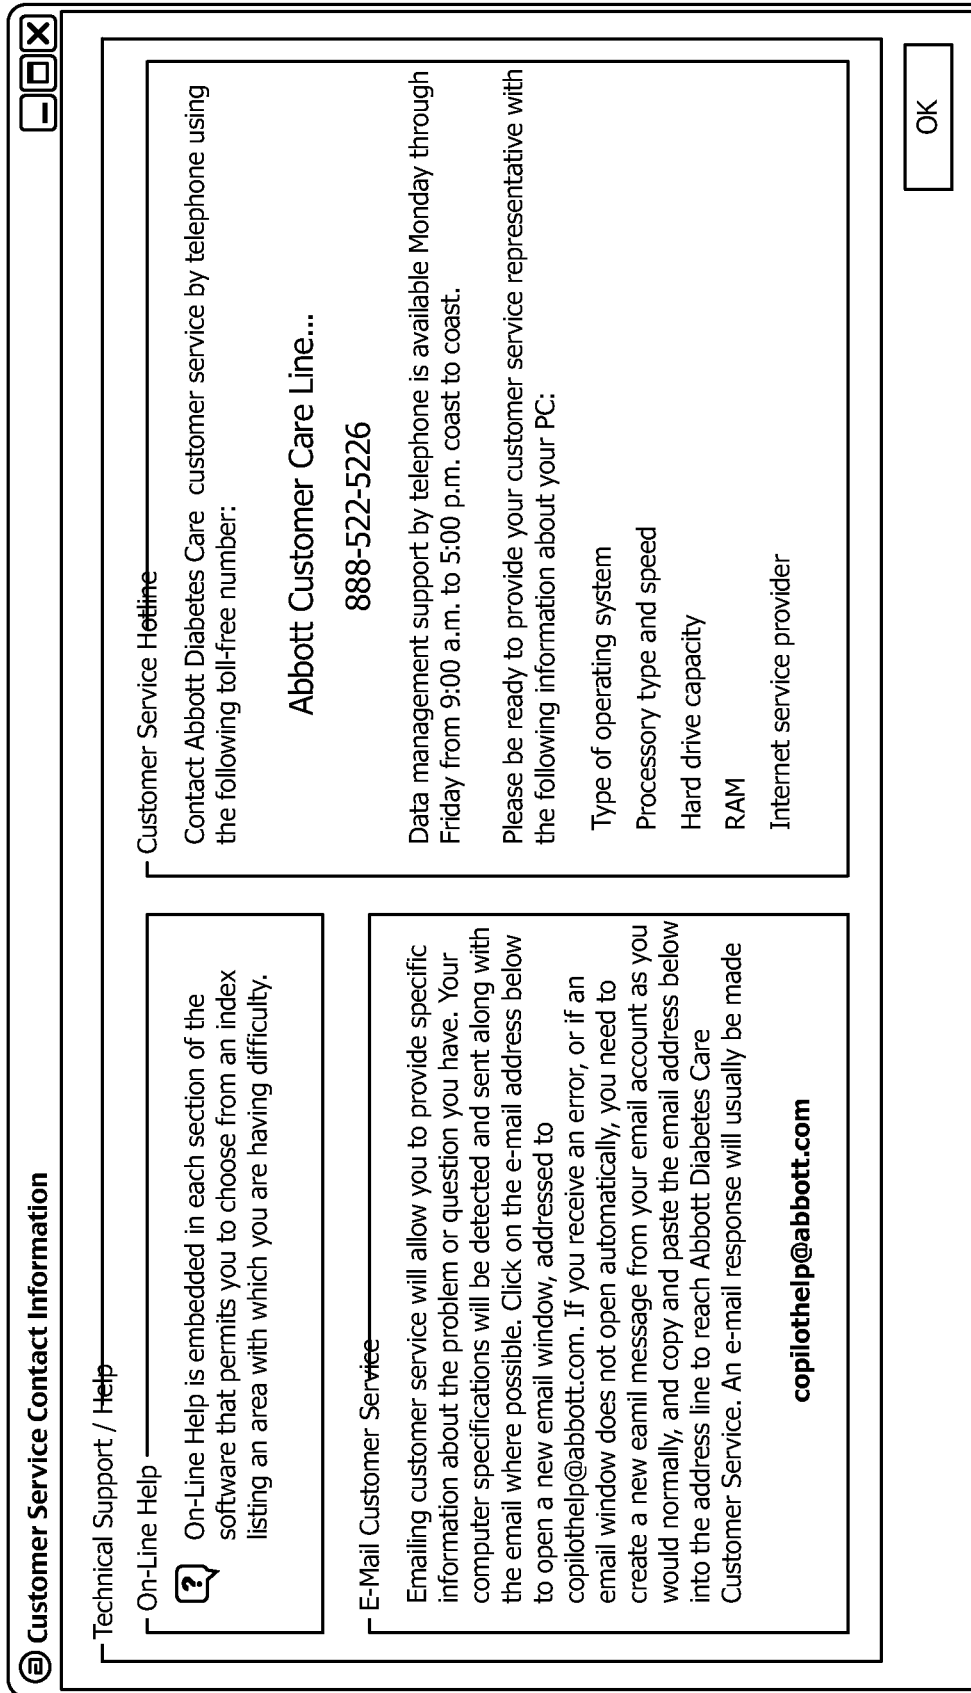 Customer Service Contact Information
Technical Support / Help
On-Line Help
On-Line Help is embedded in each section of the
software that permits you to choose from an index
listing an area with which you are having difficulty.
E-Mail Customer Service
Emailing customer service will allow you to provide specific
information about the problem or question you have. Your
computer specifications will be detected and sent along with
the email where possible. Click on the e-mail address below
to open a new email window, addressed to
copilothelp@abbott.com. If you receive an error, or if an
email window does not open automatically, you need to
create a new eamil message from your email account as you
would normally, and copy and paste the email address below
into the address line to reach Abbott Diabetes Care
Customer Service. An e-mail response will usually be made
copilothelp@abbott.com
Customer Service Hotline
Contact Abbott Diabetes Care customer service by telephone using
the following toll-free number:
Abbott Customer Care Line...
888-522-5226
Data management support by telephone is available Monday through
Friday from 9:00 a.m. to 5:00 p.m. coast to coast.
Please be ready to provide your customer service representative with
the following information about your PC:
Type of operating system
Processory type and speed
Hard drive capacity
RAM
Internet service provider
OK